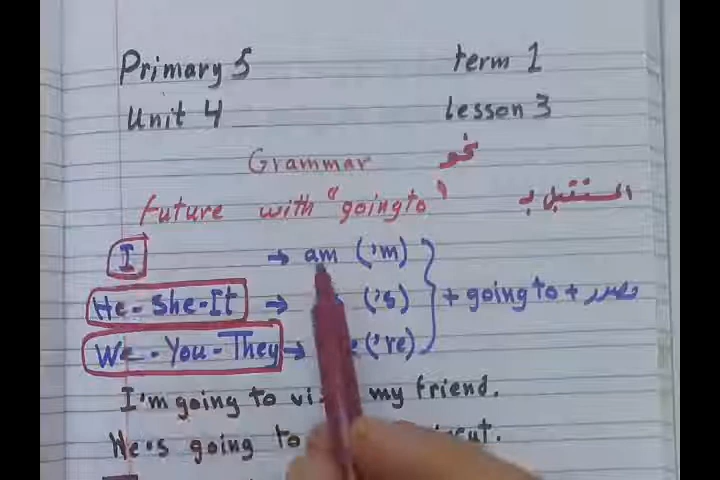 Primary 5 term 1
Unit 4 lesson 3
Grammar نحو
Future with "going to" المستقبل بـ
I → am ('m)
He - She - It → ('s) + going to + مصدر
We - You - They → ('re)
I'm going to my friend.
going to